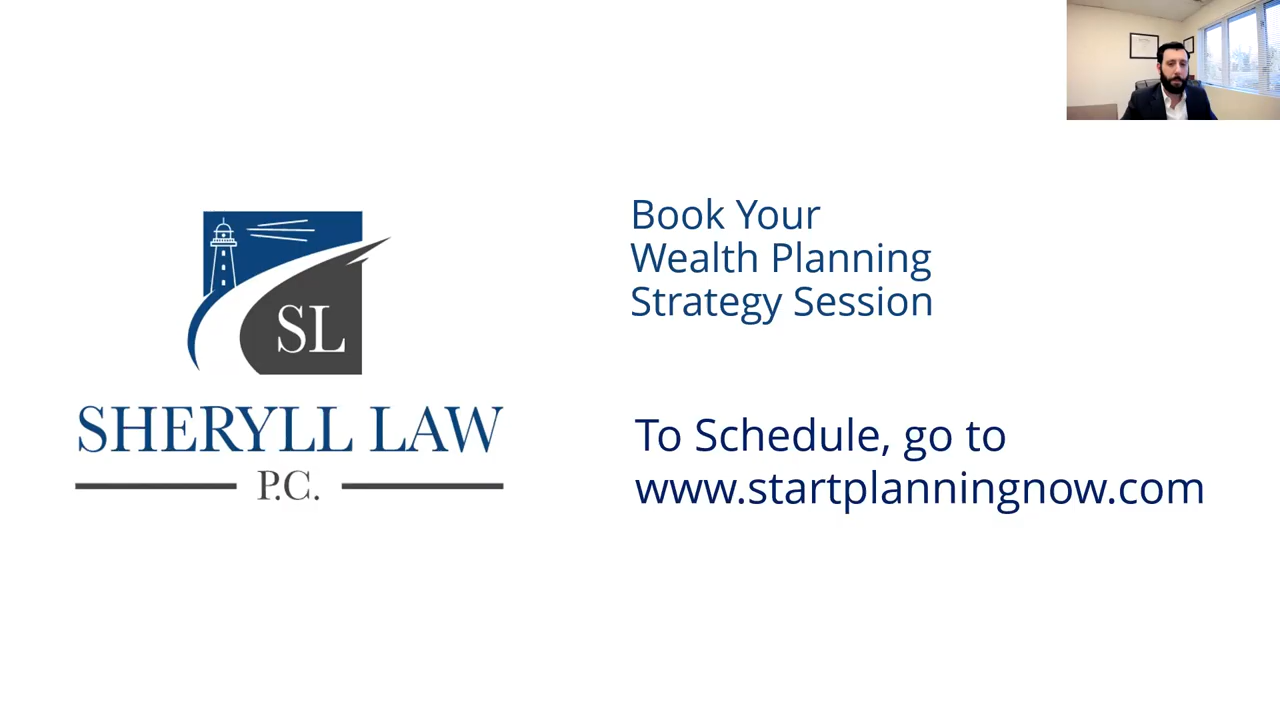 SL
SHERYLL LAW
P.C.
Book Your
Wealth Planning
Strategy Session
To Schedule, go to
www.startplanningnow.com